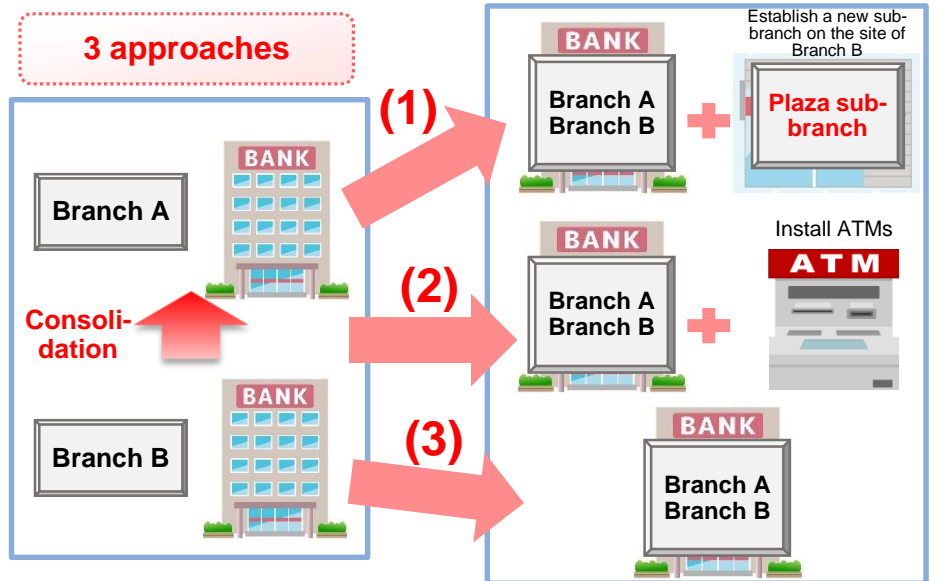 3 approaches
BANK
Branch A
Consoli-
dation
BANK
Branch B
(1)
BANK
Branch A
Branch B
Establish a new sub-
branch on the site of
Branch B
Plaza sub-
branch
(2)
BANK
Branch A
Branch B
Install ATMs
ATM
(3)
BANK
Branch A
Branch B